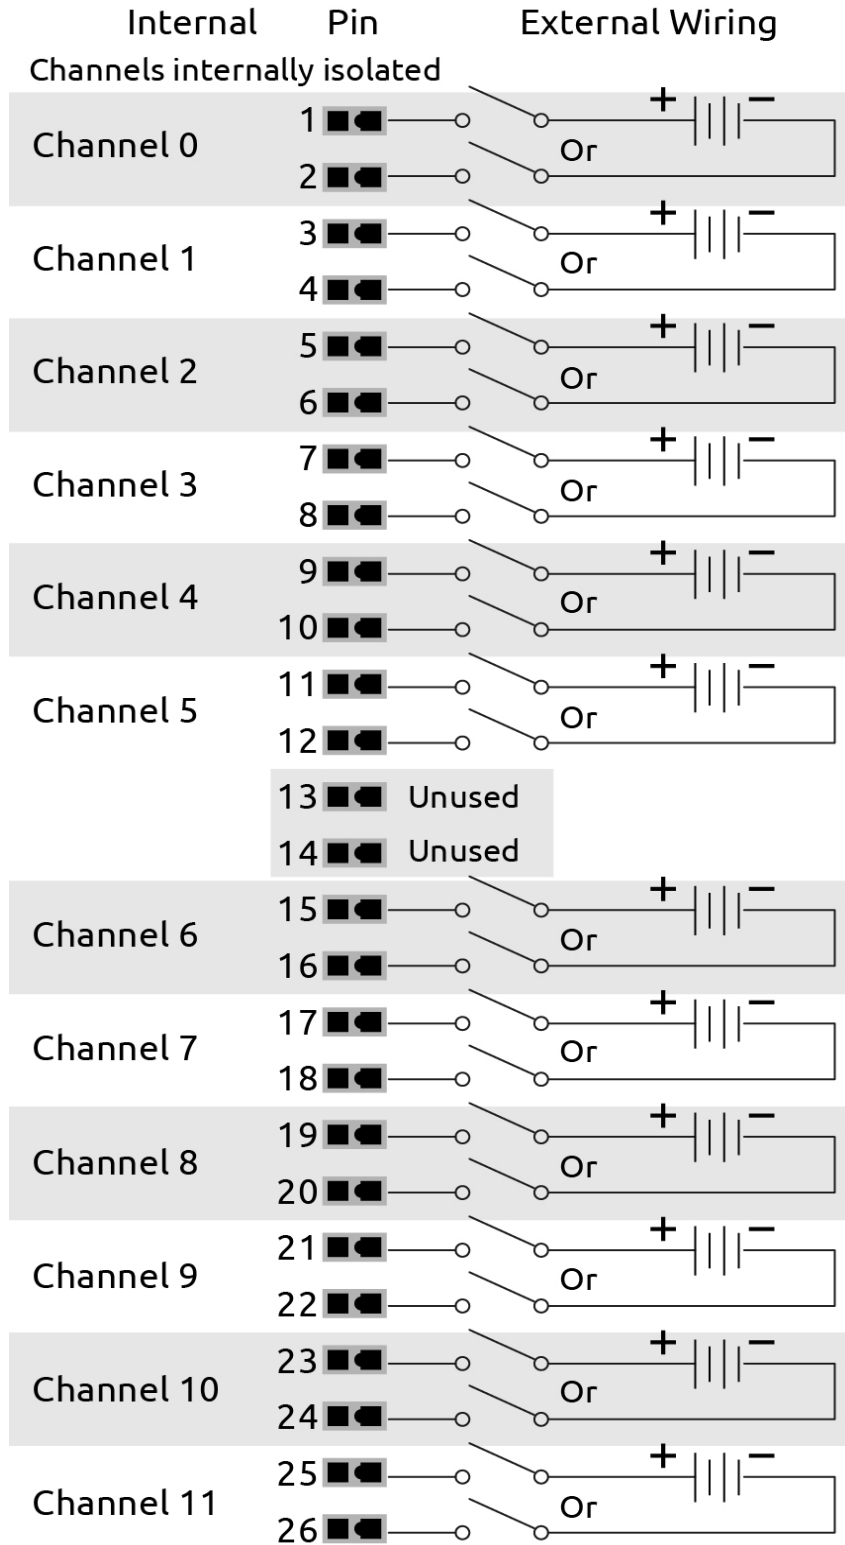 Internal Pin External Wiring
Channels internally isolated
Channel 0
1
+ −
Or
2
Channel 1
3
+ −
Or
4
Channel 2
5
+ −
Or
6
Channel 3
7
+ −
Or
8
Channel 4
9
+ −
Or
10
Channel 5
11
+ −
Or
12
13 Unused
14 Unused
Channel 6
15
+ −
Or
16
Channel 7
17
+ −
Or
18
Channel 8
19
+ −
Or
20
Channel 9
21
+ −
Or
22
Channel 10
23
+ −
Or
24
Channel 11
25
+ −
Or
26